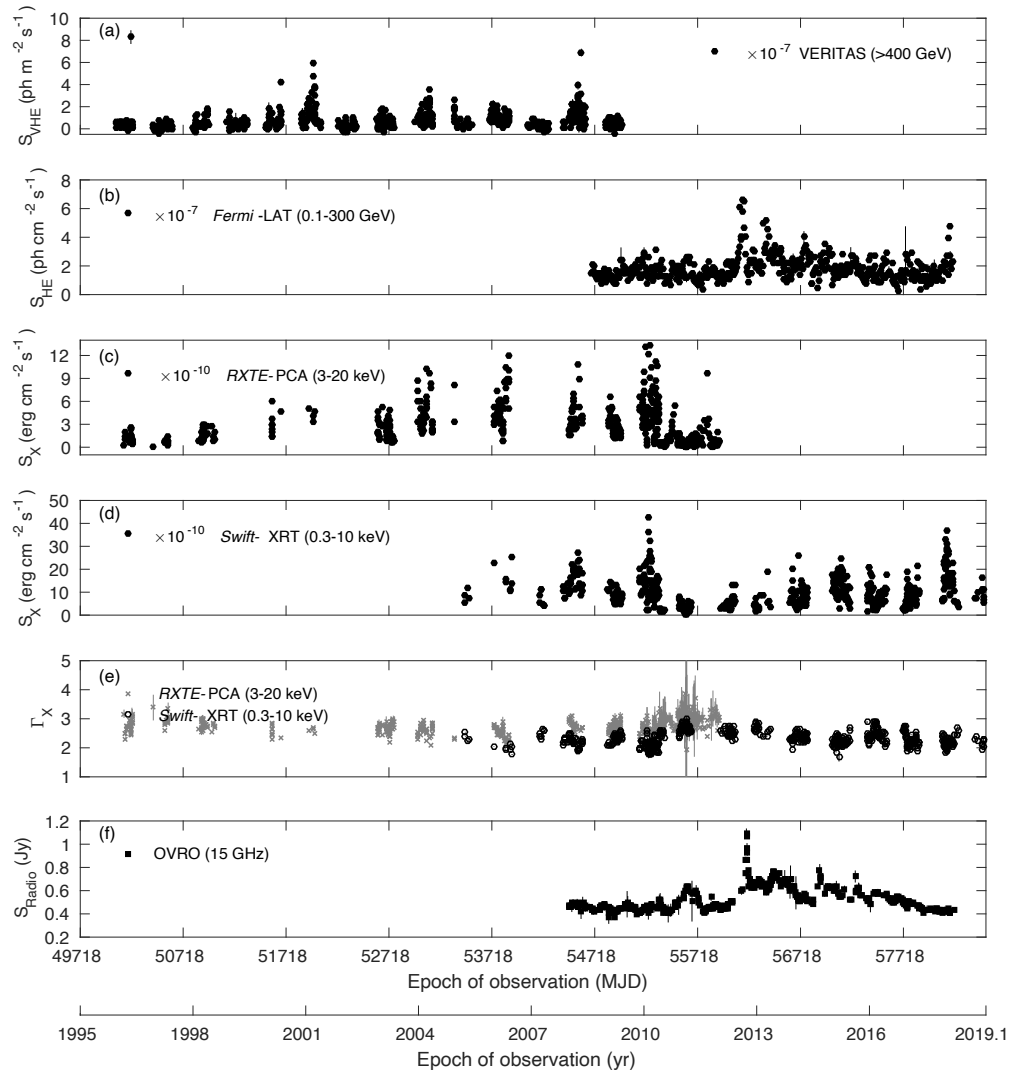 (a)
× 10 -7 VERITAS (>400 GeV)
S VHE (ph m -2 s -1 )
10
8
6
4
2
0
(b)
× 10 -7 Fermi -LAT (0.1-300 GeV)
S HE (ph cm -2 s -1 )
8
6
4
2
0
(c)
× 10 -10 RXTE- PCA (3-20 keV)
S X (erg cm -2 s -1 )
12
9
6
3
0
(d)
× 10 -10 Swift- XRT (0.3-10 keV)
S X (erg cm -2 s -1 )
50
40
30
20
10
0
(e)
RXTE- PCA (3-20 keV)
Swift- XRT (0.3-10 keV)
Γ X
5
4
3
2
1
(f)
OVRO (15 GHz)
S Radio (Jy)
1.2
1
0.8
0.6
0.4
0.2
49718 50718 51718 52718 53718 54718 55718 56718 57718
Epoch of observation (MJD)
1995 1998 2001 2004 2007 2010 2013 2016 2019.1
Epoch of observation (yr)